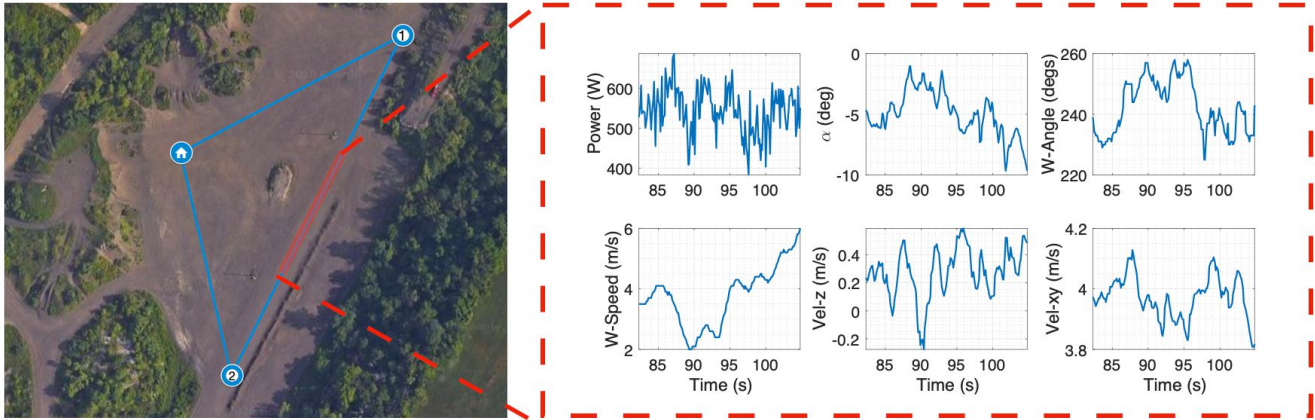 1
2
Power (W)
600
500
400
85 90 95 100
α (deg)
0
-5
-10
85 90 95 100
W-Angle (degs)
260
240
220
85 90 95 100
W-Speed (m/s)
6
4
2
85 90 95 100
Time (s)
Vel-z (m/s)
0.4
0.2
0
-0.2
85 90 95 100
Time (s)
Vel-xy (m/s)
4.2
4
3.8
85 90 95 100
Time (s)